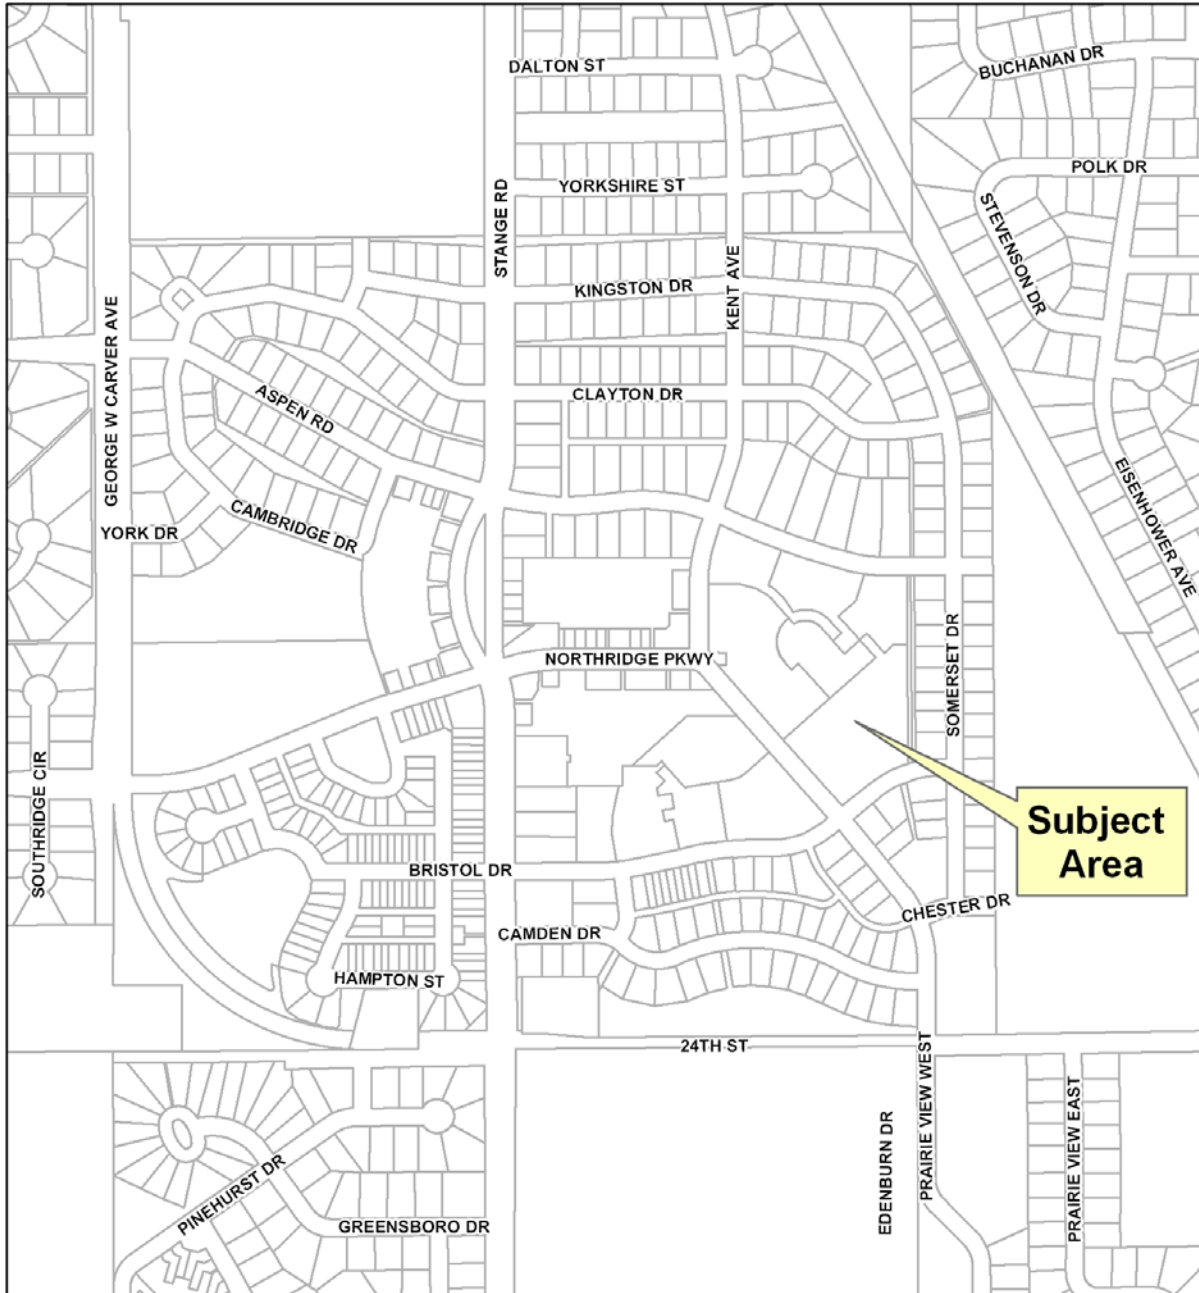 DALTON ST
BUCHANAN DR
POLK DR
YORKSHIRE ST
STANGE RD
STEVENSON DR
KENT AVE
KINGSTON DR
GEORGE W CARVER AVE
ASPEN RD
CLAYTON DR
EISENHOWER AVE
YORK DR
CAMBRIDGE DR
NORTHRIDGE PKWY
SOMERSET DR
SOUTHRIDGE CIR
Subject
Area
BRISTOL DR
CHESTER DR
CAMDEN DR
HAMPTON ST
24TH ST
PRAIRIE VIEW WEST
EDENBURN DR
PRAIRIE VIEW EAST
PINEHURST DR
GREENSBORO DR